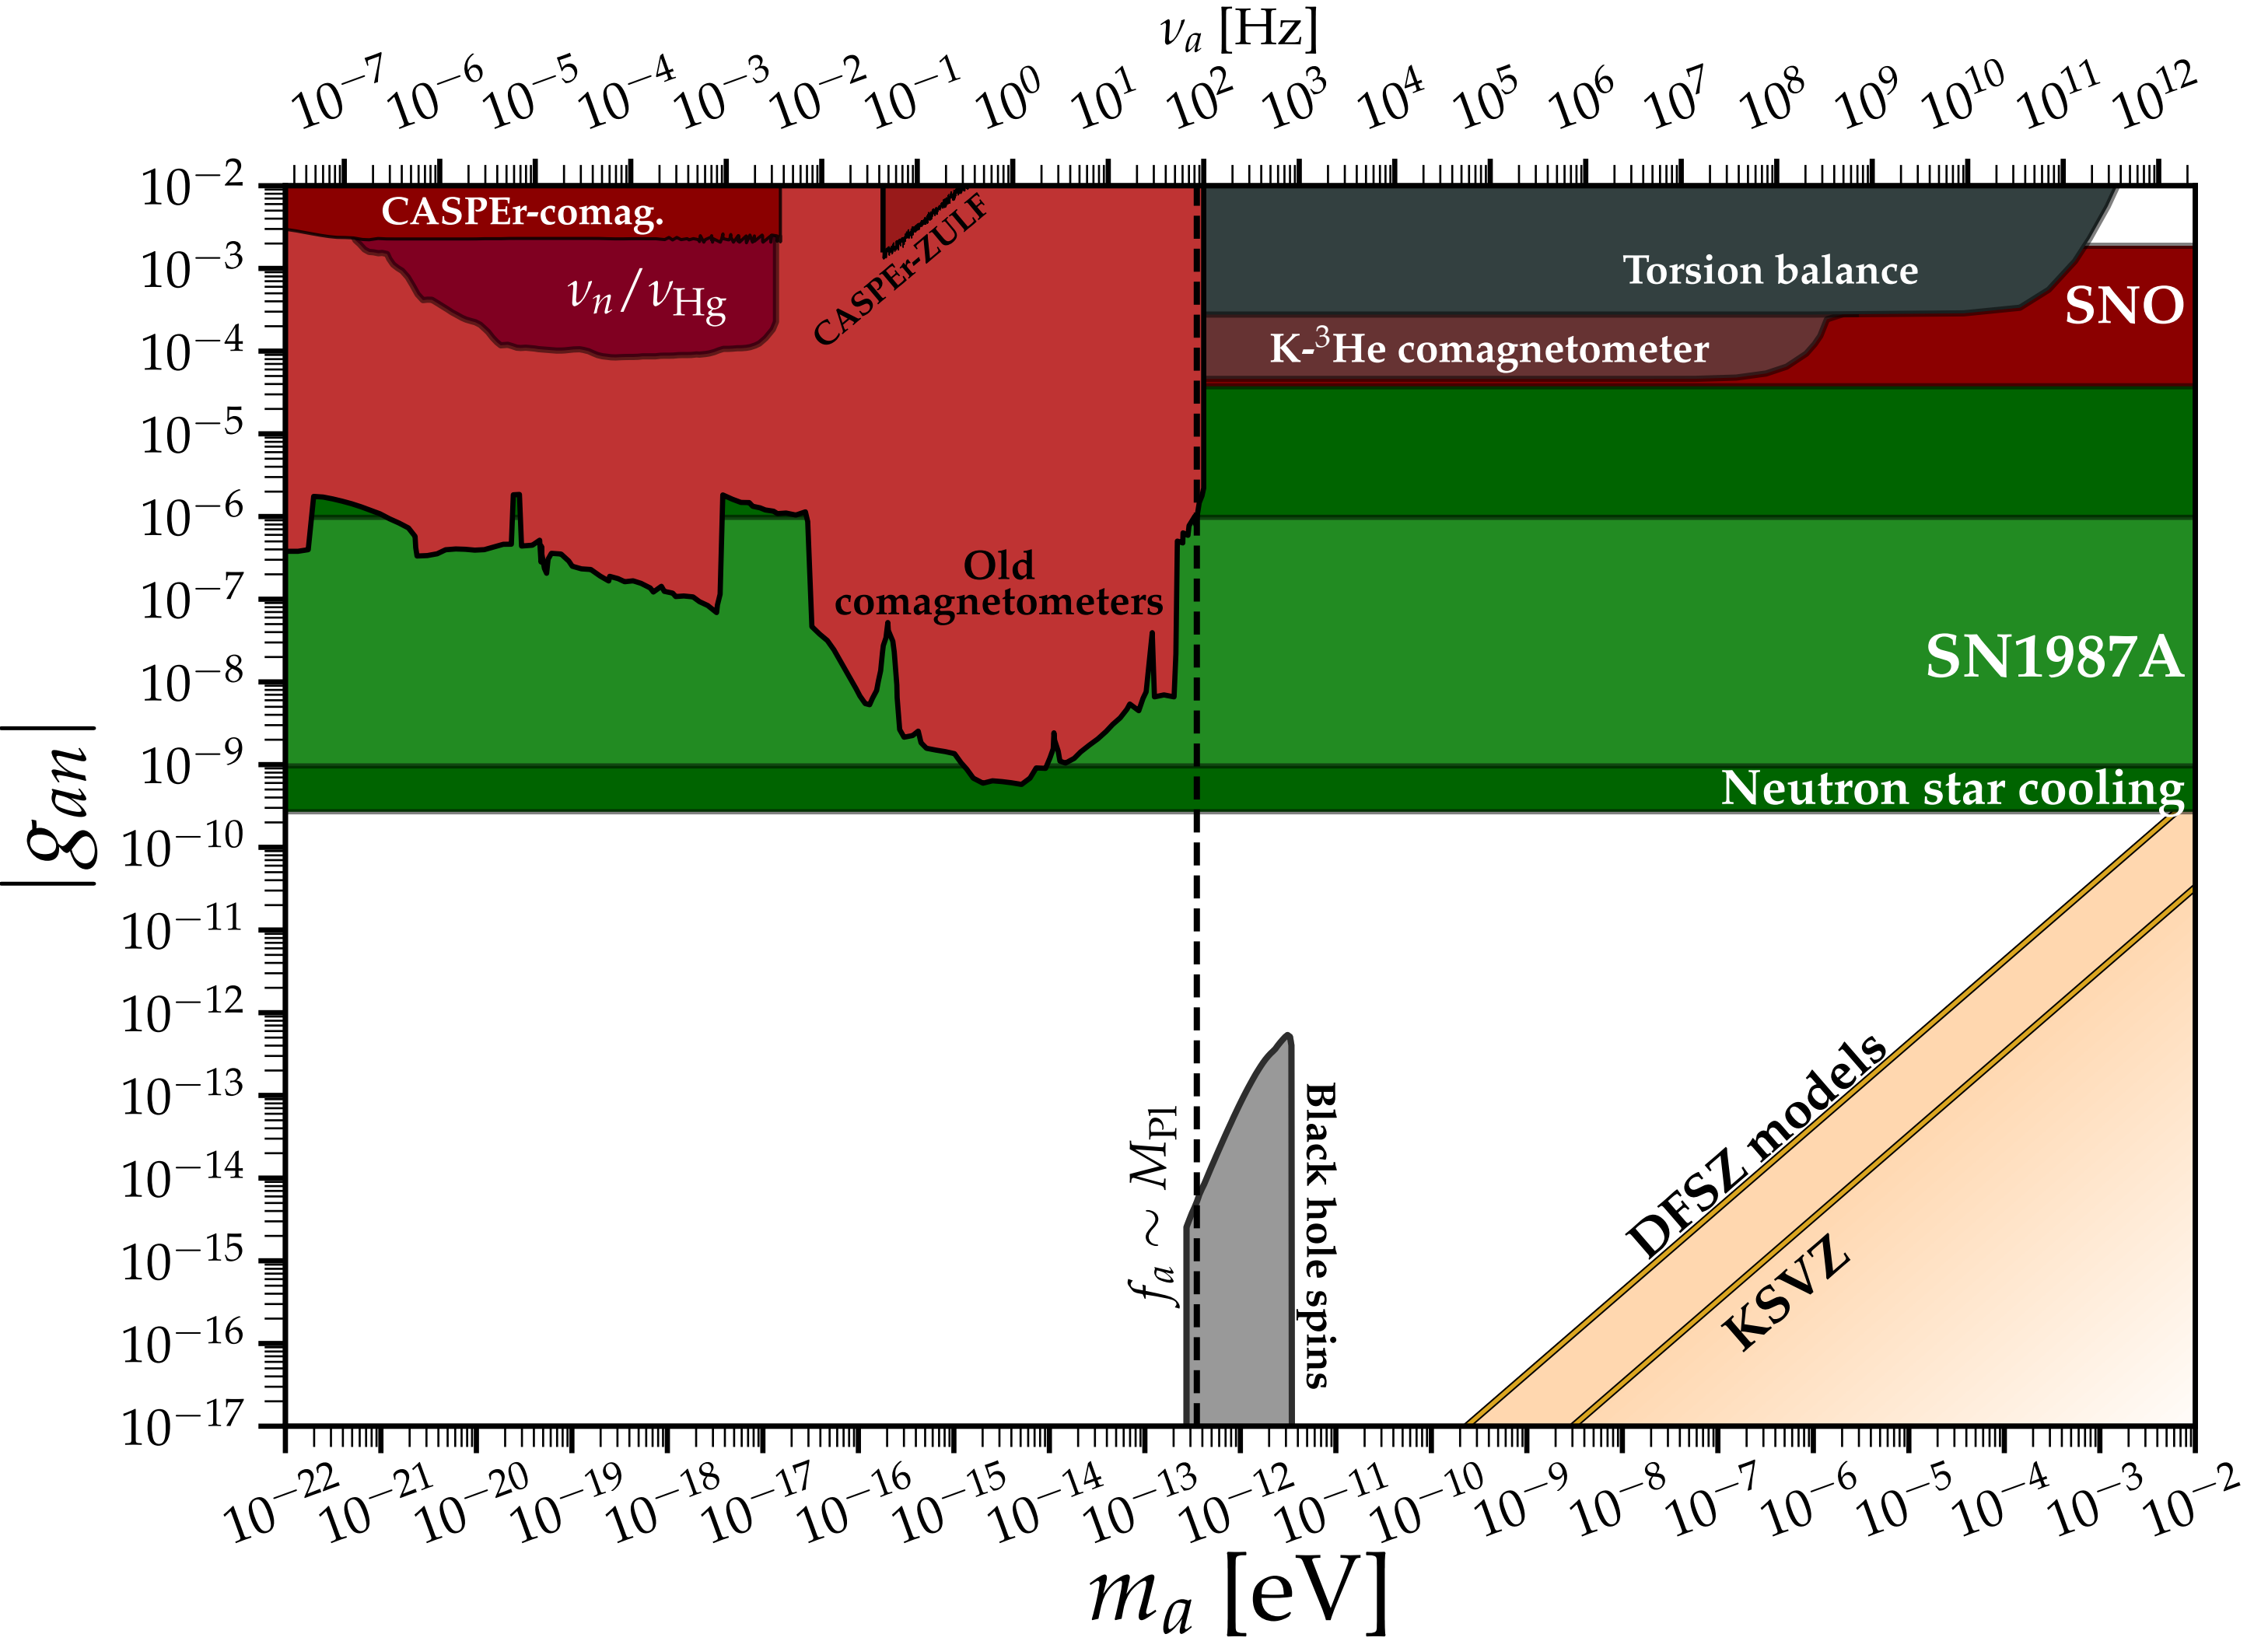 ν_a [Hz]
10^−7 10^−6 10^−5 10^−4 10^−3 10^−2 10^−1 10^0 10^1 10^2 10^3 10^4 10^5 10^6 10^7 10^8 10^9 10^10 10^11 10^12
10^−2
10^−3
10^−4
10^−5
10^−6
10^−7
10^−8
10^−9
10^−10
10^−11
10^−12
10^−13
10^−14
10^−15
10^−16
10^−17
|g_an|
CASPEr-comag.
ν_n/ν_Hg
CASPEr-ZULF
Torsion balance
SNO
K-³He comagnetometer
Old
comagnetometers
SN1987A
Neutron star cooling
f_a ~ M_Pl
Black hole spins
DFSZ models
KSVZ
10^−22 10^−21 10^−20 10^−19 10^−18 10^−17 10^−16 10^−15 10^−14 10^−13 10^−12 10^−11 10^−10 10^−9 10^−8 10^−7 10^−6 10^−5 10^−4 10^−3 10^−2
m_a [eV]